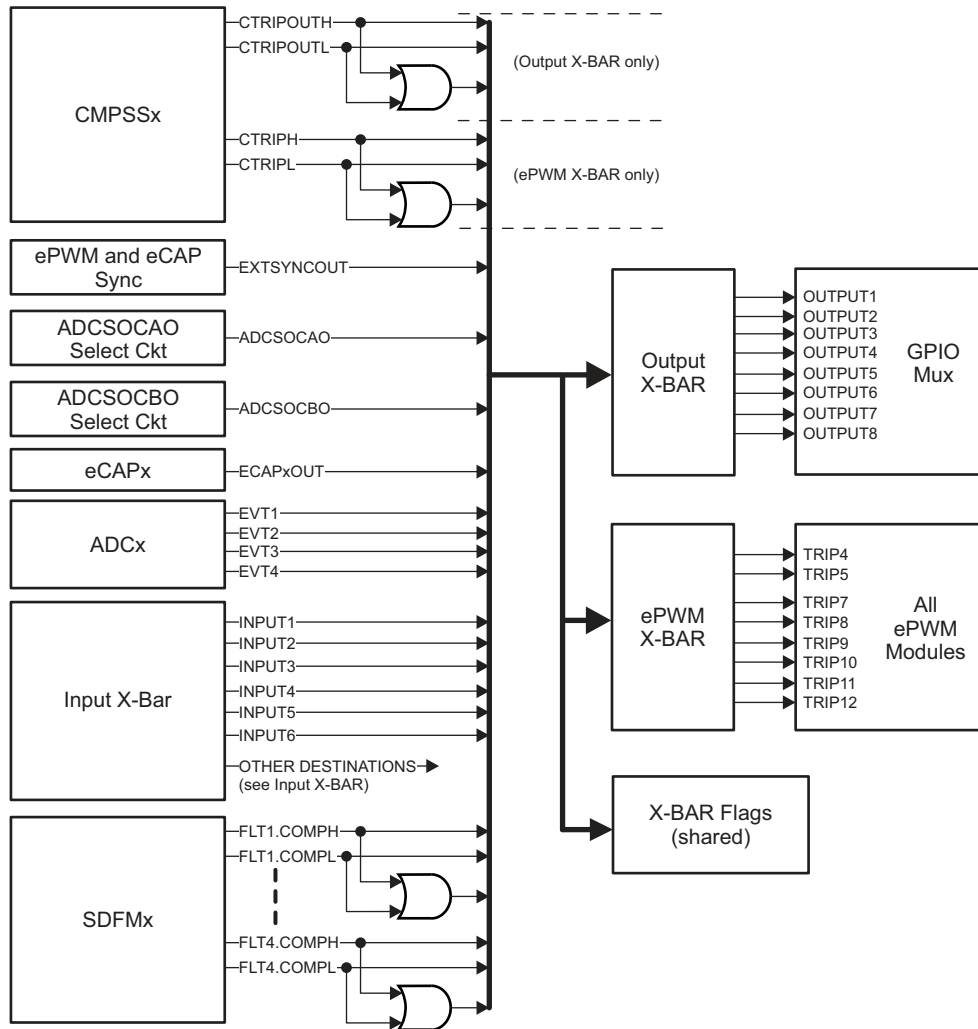 CMPSSx
CTRIPOUTH
CTRIPOUTL
CTRIPH
CTRIPL
(Output X-BAR only)
(ePWM X-BAR only)
ePWM and eCAP
Sync
EXTSYNCOUT
ADCSOCAO
Select Ckt
ADCSOCAO
ADCSOCBO
Select Ckt
ADCSOCBO
eCAPx
ECAPxOUT
ADCx
EVT1
EVT2
EVT3
EVT4
Input X-Bar
INPUT1
INPUT2
INPUT3
INPUT4
INPUT5
INPUT6
OTHER DESTINATIONS
(see Input X-BAR)
SDFMx
FLT1.COMPH
FLT1.COMPL
FLT4.COMPH
FLT4.COMPL
Output
X-BAR
OUTPUT1
OUTPUT2
OUTPUT3
OUTPUT4
OUTPUT5
OUTPUT6
OUTPUT7
OUTPUT8
GPIO
Mux
ePWM
X-BAR
TRIP4
TRIP5
TRIP7
TRIP8
TRIP9
TRIP10
TRIP11
TRIP12
All
ePWM
Modules
X-BAR Flags
(shared)